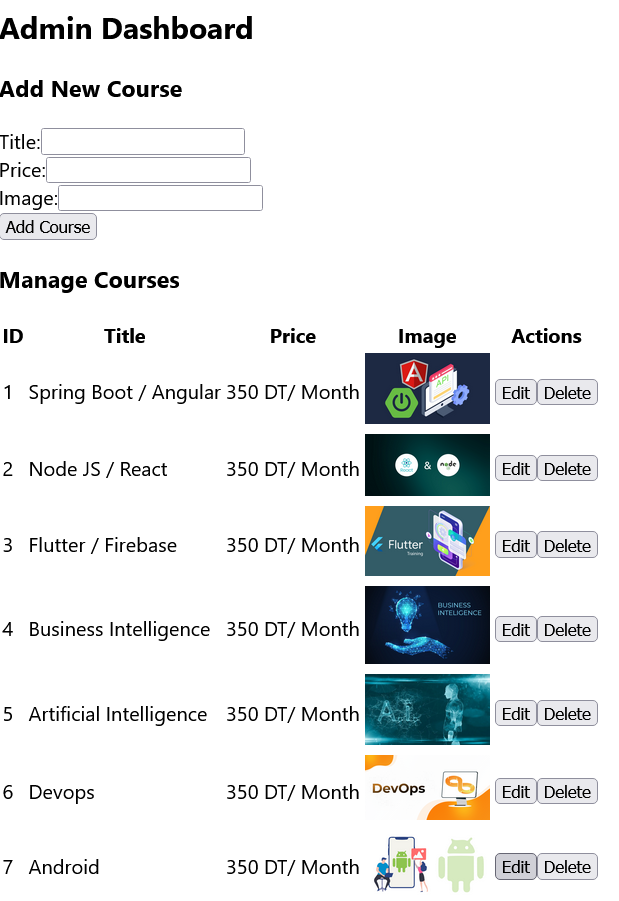 Admin Dashboard
Add New Course
Title:
Price:
Image:
Add Course
Manage Courses
ID Title Price Image Actions
1 Spring Boot / Angular 350 DT/ Month API Edit Delete
2 Node JS / React 350 DT/ Month React & node Edit Delete
3 Flutter / Firebase 350 DT/ Month Flutter Training Edit Delete
4 Business Intelligence 350 DT/ Month BUSINESS INTELIGENCE Edit Delete
5 Artificial Intelligence 350 DT/ Month A.I. Edit Delete
6 Devops 350 DT/ Month DevOps Edit Delete
7 Android 350 DT/ Month Edit Delete